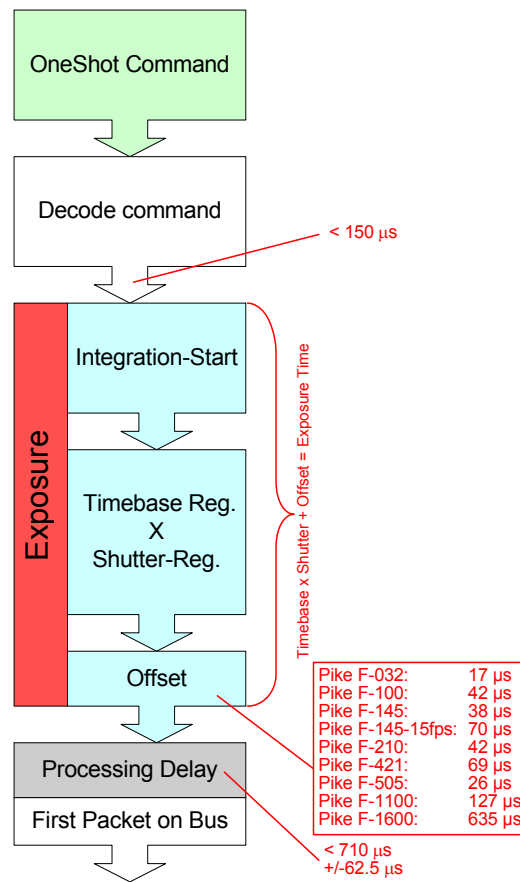 OneShot Command
Decode command
< 150 µs
Integration-Start
Exposure
Timebase Reg.
X
Shutter-Reg.
Timebase x Shutter + Offset = Exposure Time
Offset
Pike F-032: 17 µs
Pike F-100: 42 µs
Pike F-145: 38 µs
Pike F-145-15fps: 70 µs
Pike F-210: 42 µs
Pike F-421: 69 µs
Pike F-505: 26 µs
Pike F-1100: 127 µs
Pike F-1600: 635 µs
Processing Delay
First Packet on Bus
< 710 µs
+/-62.5 µs